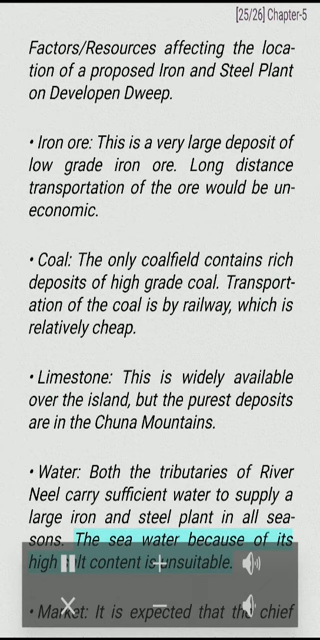 [25/26] Chapter-5
Factors/Resources affecting the loca-
tion of a proposed Iron and Steel Plant
on Developen Dweep.
• Iron ore: This is a very large deposit of
low grade iron ore. Long distance
transportation of the ore would be un-
economic.
• Coal: The only coalfield contains rich
deposits of high grade coal. Transport-
ation of the coal is by railway, which is
relatively cheap.
• Limestone: This is widely available
over the island, but the purest deposits
are in the Chuna Mountains.
• Water: Both the tributaries of River
Neel carry sufficient water to supply a
large iron and steel plant in all sea-
sons. The sea water because of its
high salt content is unsuitable.
• Market: It is expected that the chief